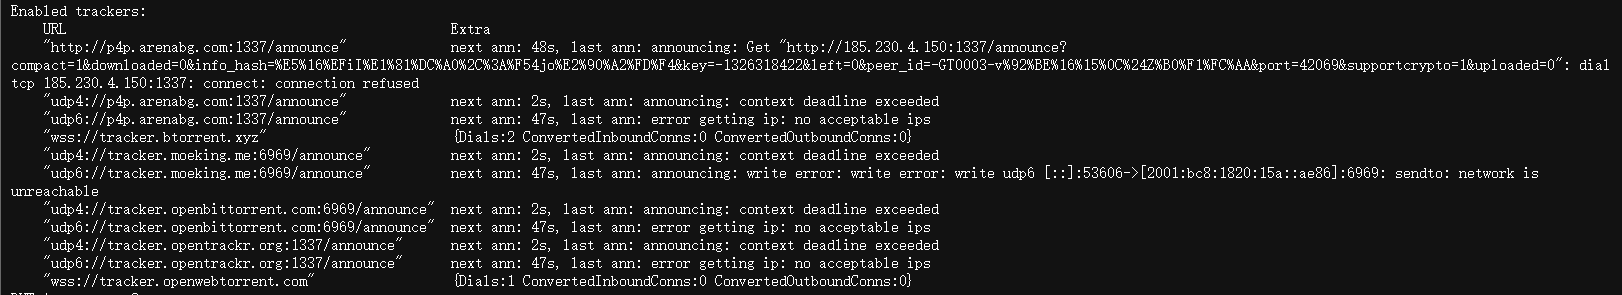 Enabled trackers:
URL Extra
"http://p4p.arenabg.com:1337/announce" next ann: 48s, last ann: announcing: Get "http://185.230.4.150:1337/announce?
compact=1&downloaded=0&info_hash=%E5%16%EFiI%E1%81%DC%A0%2C%3A%F54jo%E2%90%A2%FD%F4&key=-1326318422&left=0&peer_id=-GT0003-v%92%BE%16%15%0C%24Z%B0%F1%FC%AA&port=42069&supportcrypto=1&uploaded=0": dial
tcp 185.230.4.150:1337: connect: connection refused
"udp4://p4p.arenabg.com:1337/announce" next ann: 2s, last ann: announcing: context deadline exceeded
"udp6://p4p.arenabg.com:1337/announce" next ann: 47s, last ann: error getting ip: no acceptable ips
"wss://tracker.btorrent.xyz" {Dials:2 ConvertedInboundConns:0 ConvertedOutboundConns:0}
"udp4://tracker.moeking.me:6969/announce" next ann: 2s, last ann: announcing: context deadline exceeded
"udp6://tracker.moeking.me:6969/announce" next ann: 47s, last ann: announcing: write error: write error: write udp6 [::]:53606->[2001:bc8:1820:15a::ae86]:6969: sendto: network is
unreachable
"udp4://tracker.openbittorrent.com:6969/announce" next ann: 2s, last ann: announcing: context deadline exceeded
"udp6://tracker.openbittorrent.com:6969/announce" next ann: 47s, last ann: error getting ip: no acceptable ips
"udp4://tracker.opentrackr.org:1337/announce" next ann: 2s, last ann: announcing: context deadline exceeded
"udp6://tracker.opentrackr.org:1337/announce" next ann: 47s, last ann: error getting ip: no acceptable ips
"wss://tracker.openwebtorrent.com" {Dials:1 ConvertedInboundConns:0 ConvertedOutboundConns:0}